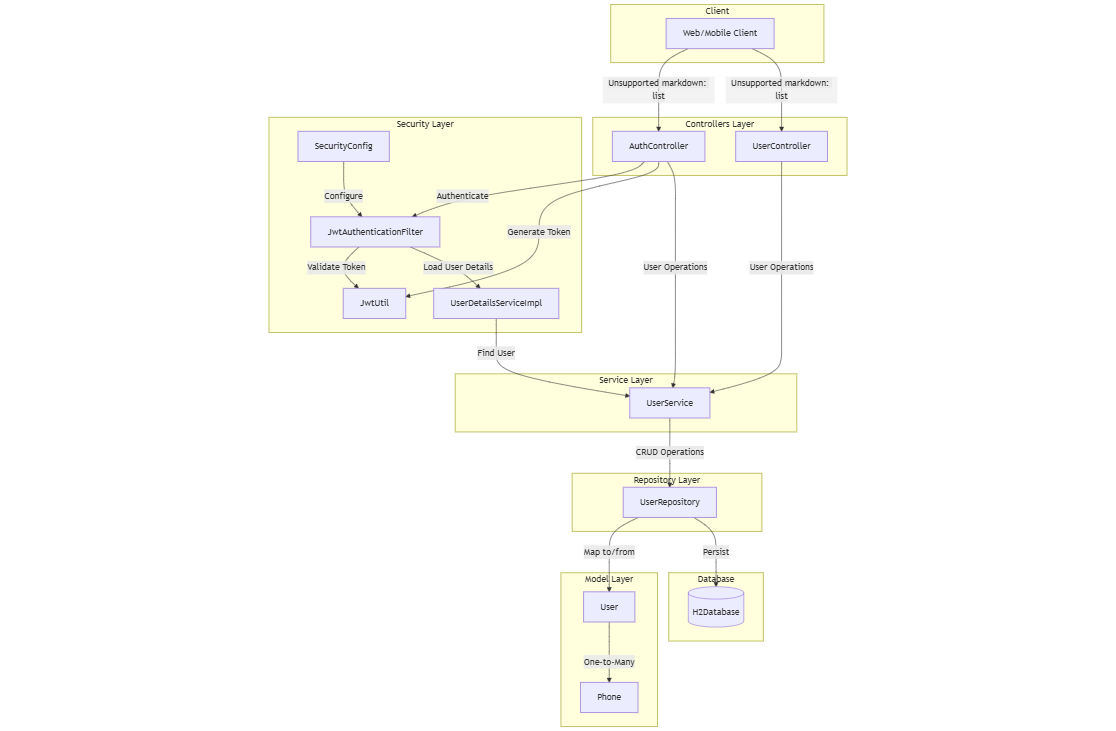 Client
Web/Mobile Client
Unsupported markdown:
list
Unsupported markdown:
list
Security Layer
Controllers Layer
SecurityConfig
AuthController
UserController
Configure
Authenticate
JwtAuthenticationFilter
Generate Token
Validate Token
Load User Details
User Operations
User Operations
JwtUtil
UserDetailsServiceImpl
Find User
Service Layer
UserService
CRUD Operations
Repository Layer
UserRepository
Map to/from
Persist
Model Layer
Database
User
H2Database
One-to-Many
Phone